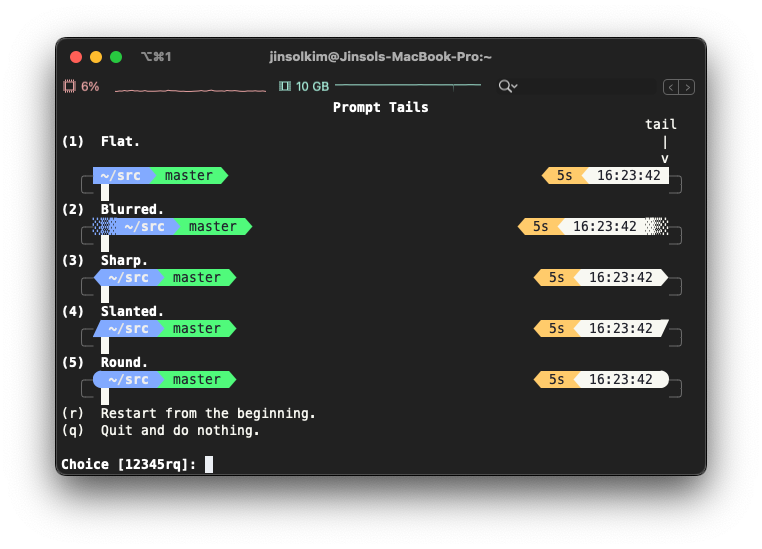 ⌥⌘1 jinsolkim@Jinsols-MacBook-Pro:~
6% 10 GB
Prompt Tails
tail
(1) Flat. |
v
~/src master 5s 16:23:42
(2) Blurred.
~/src master 5s 16:23:42
(3) Sharp.
~/src master 5s 16:23:42
(4) Slanted.
~/src master 5s 16:23:42
(5) Round.
~/src master 5s 16:23:42
(r) Restart from the beginning.
(q) Quit and do nothing.
Choice [12345rq]: